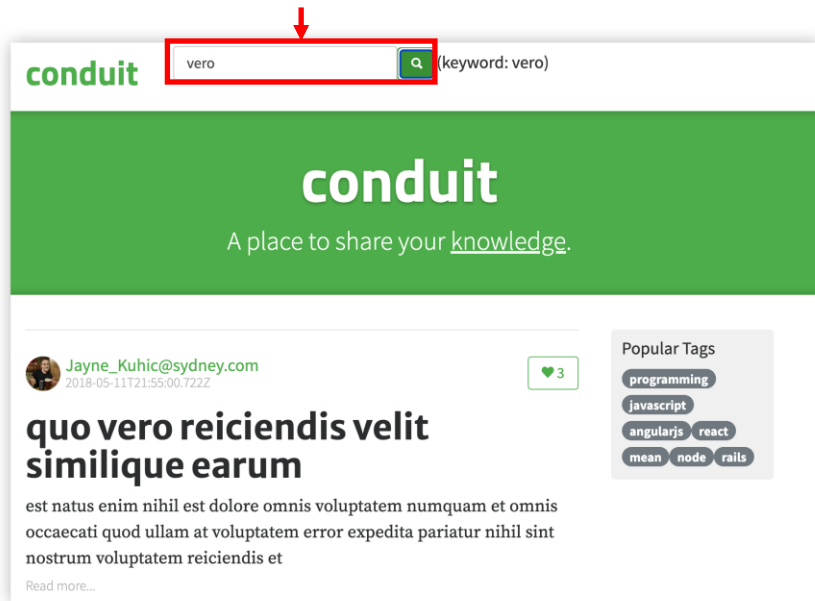 conduit
vero
(keyword: vero)
conduit
A place to share your knowledge.
Jayne_Kuhic@sydney.com
2018-05-11T21:55:00.722Z
3
quo vero reiciendis velit
similique earum
est natus enim nihil est dolore omnis voluptatem numquam et omnis
occaecati quod ullam at voluptatem error expedita pariatur nihil sint
nostrum voluptatem reiciendis et
Read more...
Popular Tags
programming
javascript
angularjs react
mean node rails